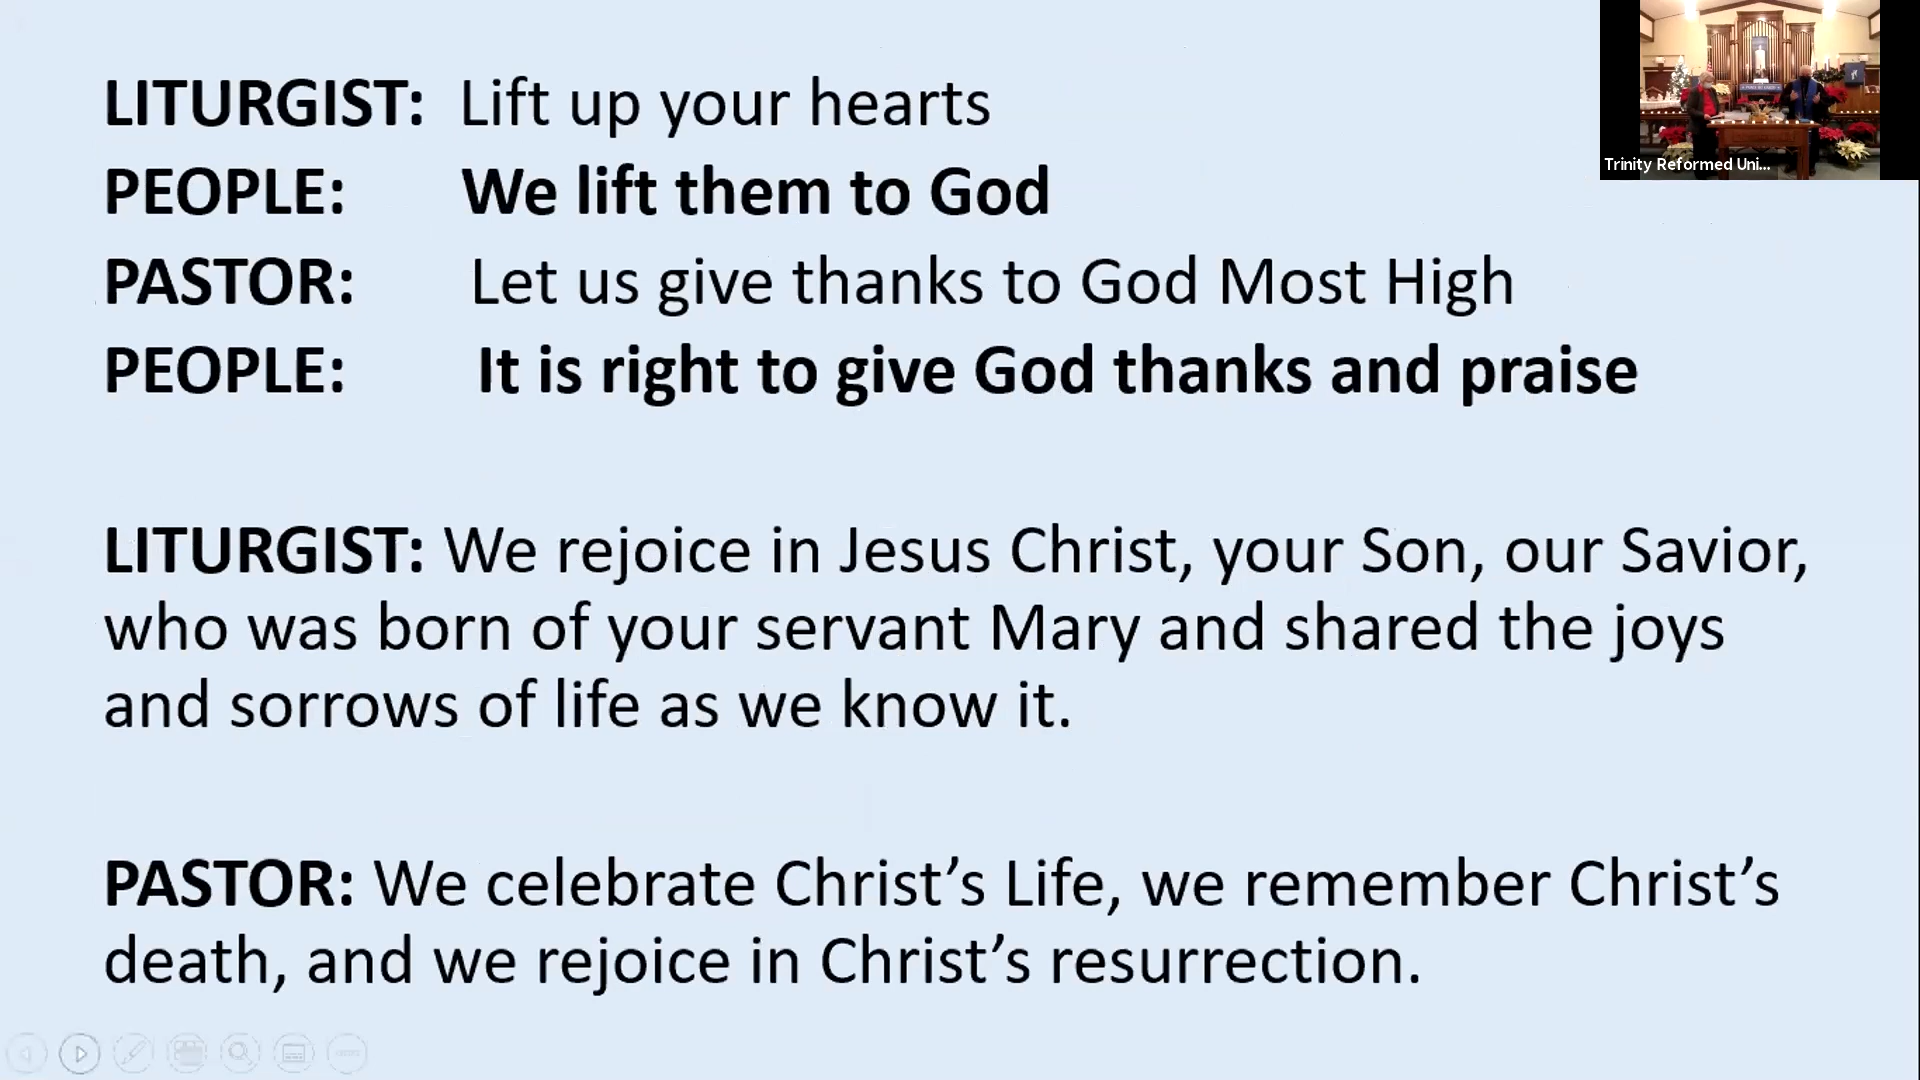 LITURGIST: Lift up your hearts
PEOPLE: We lift them to God
PASTOR: Let us give thanks to God Most High
PEOPLE: It is right to give God thanks and praise
LITURGIST: We rejoice in Jesus Christ, your Son, our Savior,
who was born of your servant Mary and shared the joys
and sorrows of life as we know it.
PASTOR: We celebrate Christ’s Life, we remember Christ’s
death, and we rejoice in Christ’s resurrection.
Trinity Reformed Uni...